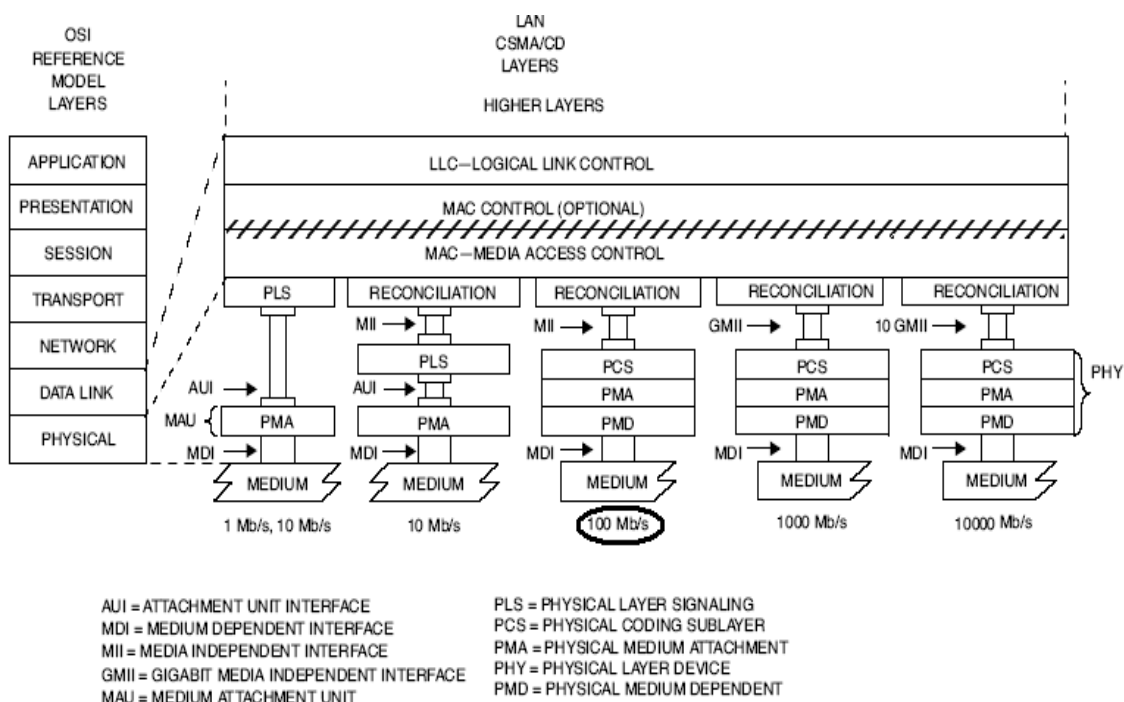 OSI
REFERENCE
MODEL
LAYERS
LAN
CSMA/CD
LAYERS
HIGHER LAYERS
APPLICATION
PRESENTATION
SESSION
TRANSPORT
NETWORK
DATA LINK
PHYSICAL
LLC—LOGICAL LINK CONTROL
MAC CONTROL (OPTIONAL)
MAC—MEDIA ACCESS CONTROL
PLS
AUI
MAU
PMA
MDI
MEDIUM
1 Mb/s, 10 Mb/s
RECONCILIATION
MII
PLS
AUI
PMA
MDI
MEDIUM
10 Mb/s
RECONCILIATION
MII
PCS
PMA
PMD
MDI
MEDIUM
100 Mb/s
RECONCILIATION
GMII
PCS
PMA
PMD
MDI
MEDIUM
1000 Mb/s
RECONCILIATION
10 GMII
PCS
PMA
PMD
PHY
MDI
MEDIUM
10000 Mb/s
AUI = ATTACHMENT UNIT INTERFACE
MDI = MEDIUM DEPENDENT INTERFACE
MII = MEDIA INDEPENDENT INTERFACE
GMII = GIGABIT MEDIA INDEPENDENT INTERFACE
MAU = MEDIUM ATTACHMENT UNIT
PLS = PHYSICAL LAYER SIGNALING
PCS = PHYSICAL CODING SUBLAYER
PMA = PHYSICAL MEDIUM ATTACHMENT
PHY = PHYSICAL LAYER DEVICE
PMD = PHYSICAL MEDIUM DEPENDENT